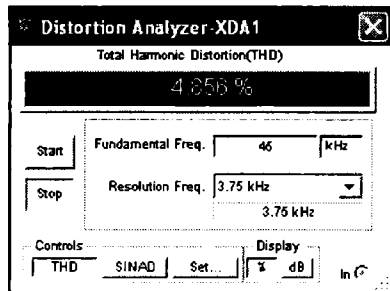 Distortion Analyzer-XDA1
Total Harmonic Distortion(THD)
4.856 %
Start
Fundamental Freq.
46
kHz
Stop
Resolution Freq.
3.75 kHz
3.75 kHz
Controls
Display
THD
SINAD
Set...
%
dB
In